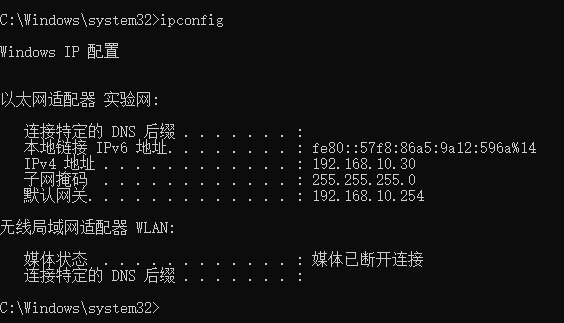 C:\Windows\system32>ipconfig
Windows IP 配置
以太网适配器 实验网:
连接特定的 DNS 后缀 . . . . . . . :
本地链接 IPv6 地址. . . . . . . . : fe80::57f8:86a5:9a12:596a%14
IPv4 地址 . . . . . . . . . . . . : 192.168.10.30
子网掩码  . . . . . . . . . . . . : 255.255.255.0
默认网关. . . . . . . . . . . . . : 192.168.10.254
无线局域网适配器 WLAN:
媒体状态  . . . . . . . . . . . . : 媒体已断开连接
连接特定的 DNS 后缀 . . . . . . . :
C:\Windows\system32>